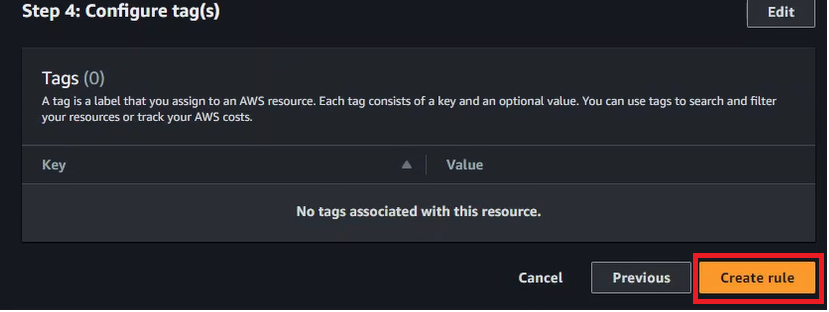 Step 4: Configure tag(s)
Edit
Tags (0)
A tag is a label that you assign to an AWS resource. Each tag consists of a key and an optional value. You can use tags to search and filter
your resources or track your AWS costs.
Key Value
No tags associated with this resource.
Cancel Previous Create rule